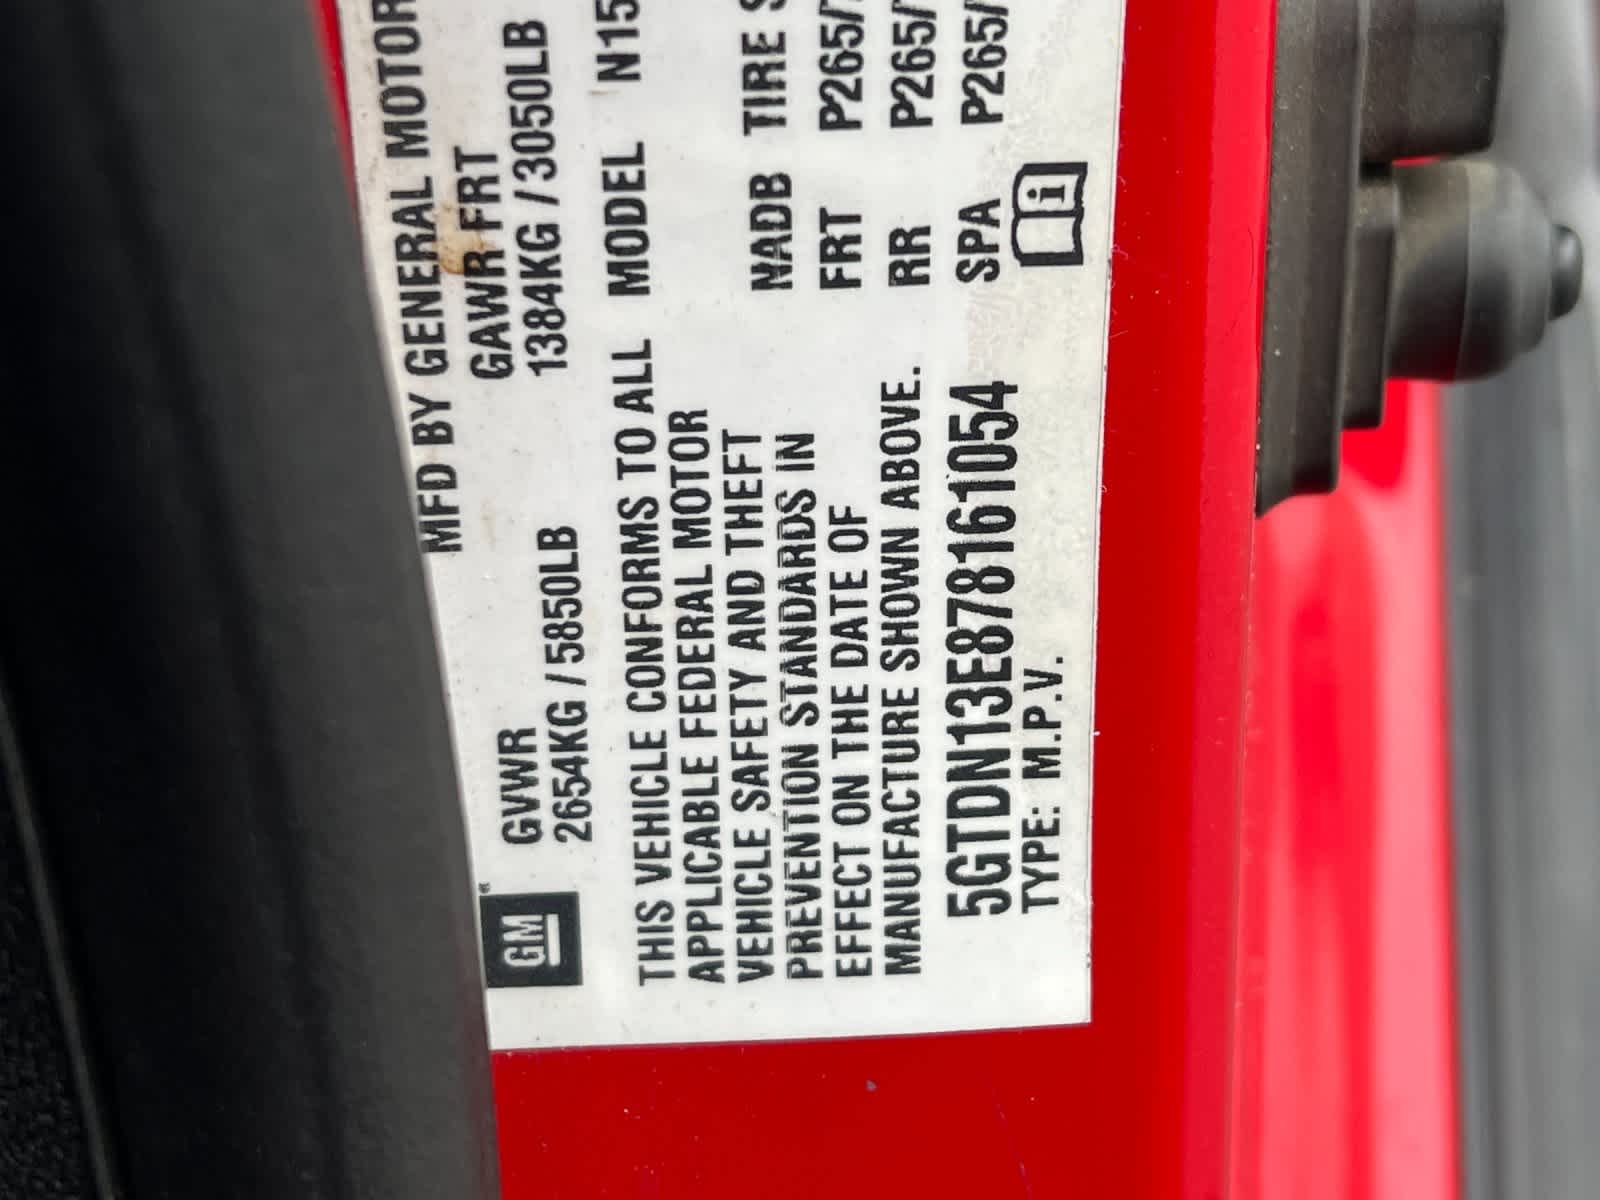 MFD BY GENERAL MOTOR
GVWR GAWR FRT
2654KG / 5850LB 1384KG / 3050LB
GM
THIS VEHICLE CONFORMS TO ALL
APPLICABLE FEDERAL MOTOR
VEHICLE SAFETY AND THEFT
PREVENTION STANDARDS IN
EFFECT ON THE DATE OF
MANUFACTURE SHOWN ABOVE.
5GTDN13E878161054
TYPE: M.P.V.
MODEL N15
NADB TIRE S
FRT P265/
RR P265/
SPA P265/
i